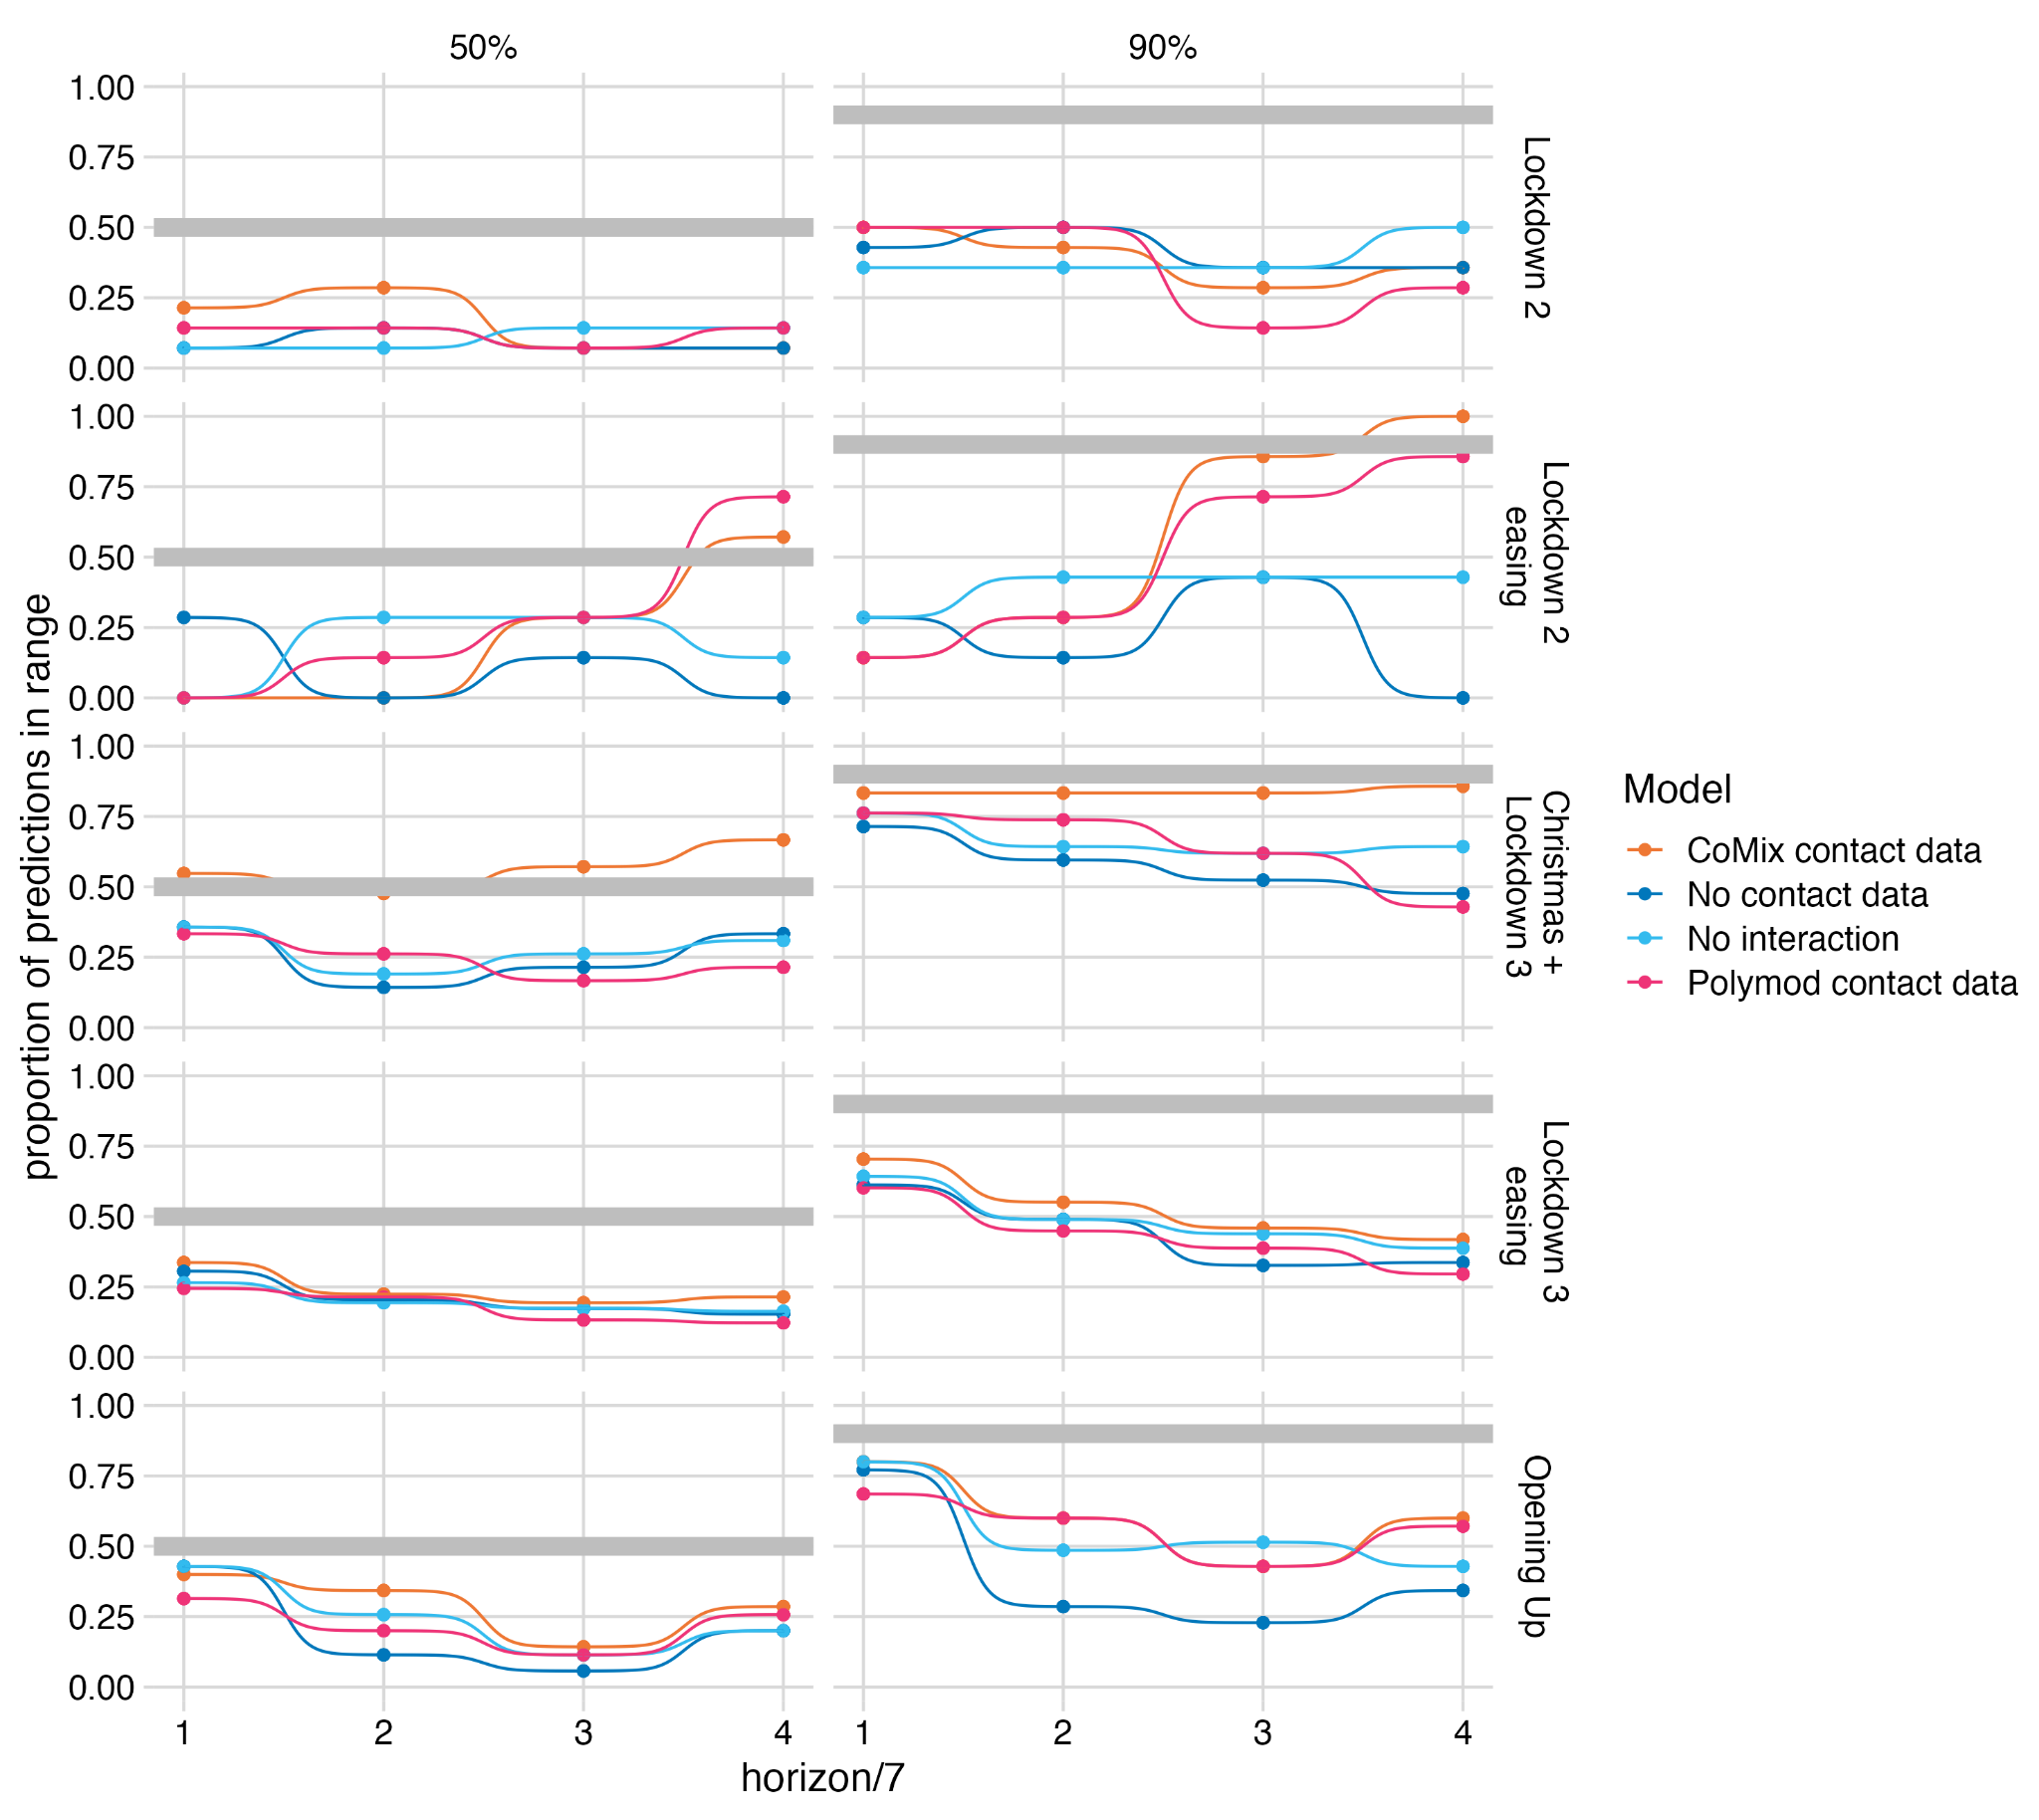 50%
90%
1.00
0.75
0.50
0.25
0.00
Lockdown 2
1.00
0.75
0.50
0.25
0.00
Lockdown 2
easing
1.00
0.75
0.50
0.25
0.00
Christmas +
Lockdown 3
1.00
0.75
0.50
0.25
0.00
Lockdown 3
easing
1.00
0.75
0.50
0.25
0.00
Opening Up
proportion of predictions in range
1 2 3 4
1 2 3 4
horizon/7
Model
CoMix contact data
No contact data
No interaction
Polymod contact data